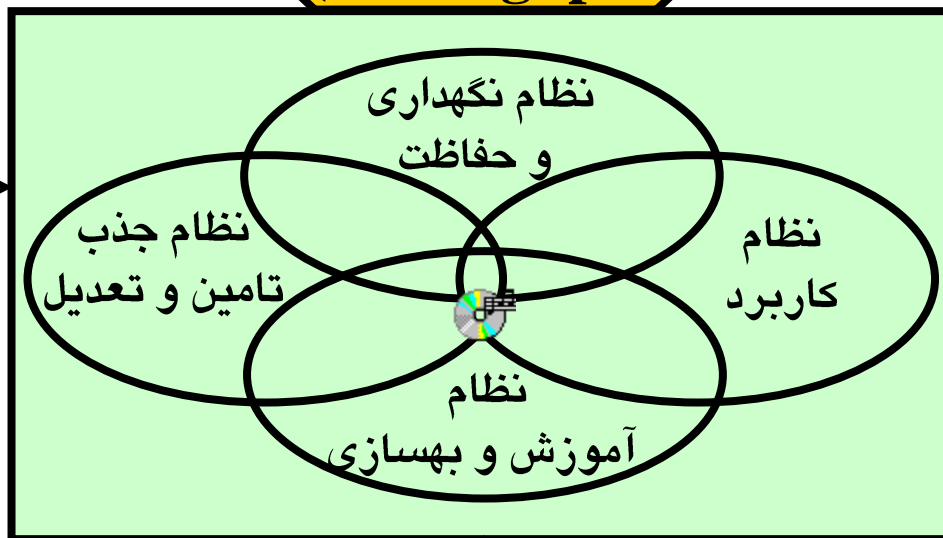 نظام نگهداری
و حفاظت
نظام
کاربرد
نظام جذب
تامین و تعدیل
نظام
آموزش و بهسازی